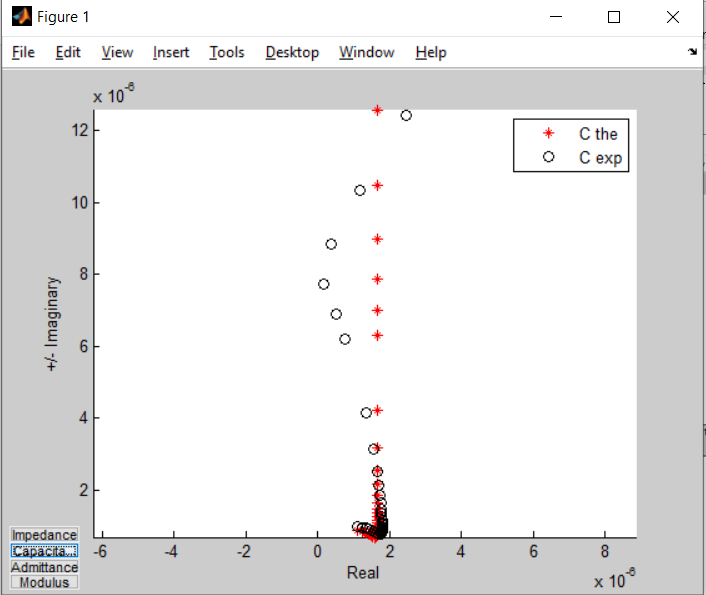 Figure 1
File Edit View Insert Tools Desktop Window Help
x 10⁻⁶
C the
C exp
12
10
8
6
4
2
+/- Imaginary
-6 -4 -2 0 2 4 6 8
Real
x 10⁻⁶
Impedance
Capacita...
Admittance
Modulus